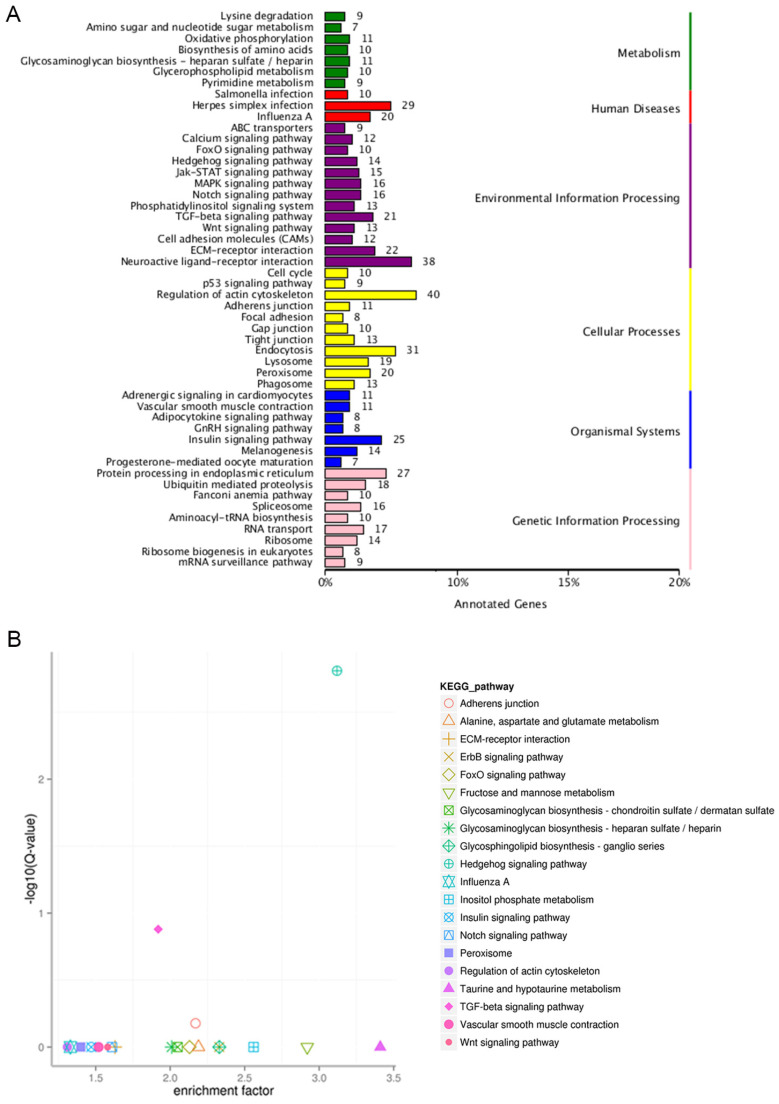 A
Lysine degradation 9
Amino sugar and nucleotide sugar metabolism 7
Oxidative phosphorylation 11
Biosynthesis of amino acids 10
Glycosaminoglycan biosynthesis - heparan sulfate / heparin 11
Glycerophospholipid metabolism 10
Pyrimidine metabolism 9
Metabolism
Salmonella infection 10
Herpes simplex infection 29
Influenza A 20
Human Diseases
ABC transporters 9
Calcium signaling pathway 12
FoxO signaling pathway 10
Hedgehog signaling pathway 14
Jak-STAT signaling pathway 15
MAPK signaling pathway 16
Notch signaling pathway 16
Phosphatidylinositol signaling system 13
TGF-beta signaling pathway 21
Wnt signaling pathway 13
Cell adhesion molecules (CAMs) 12
ECM-receptor interaction 22
Neuroactive ligand-receptor interaction 38
Environmental Information Processing
Cell cycle 10
p53 signaling pathway 9
Regulation of actin cytoskeleton 40
Adherens junction 11
Focal adhesion 8
Gap junction 10
Tight junction 13
Endocytosis 31
Lysosome 19
Peroxisome 20
Phagosome 13
Cellular Processes
Adrenergic signaling in cardiomyocytes 11
Vascular smooth muscle contraction 11
Adipocytokine signaling pathway 8
GnRH signaling pathway 8
Insulin signaling pathway 25
Melanogenesis 14
Progesterone-mediated oocyte maturation 7
Organismal Systems
Protein processing in endoplasmic reticulum 27
Ubiquitin mediated proteolysis 18
Fanconi anemia pathway 10
Spliceosome 16
Aminoacyl-tRNA biosynthesis 10
RNA transport 17
Ribosome 14
Ribosome biogenesis in eukaryotes 8
mRNA surveillance pathway 9
Genetic Information Processing
0% 10% 15% 20%
Annotated Genes
B
-log10(Q-value)
2
1
0
1.5 2.0 2.5 3.0 3.5
enrichment factor
KEGG_pathway
Adherens junction
Alanine, aspartate and glutamate metabolism
ECM-receptor interaction
ErbB signaling pathway
FoxO signaling pathway
Fructose and mannose metabolism
Glycosaminoglycan biosynthesis - chondroitin sulfate / dermatan sulfate
Glycosaminoglycan biosynthesis - heparan sulfate / heparin
Glycosphingolipid biosynthesis - ganglio series
Hedgehog signaling pathway
Influenza A
Inositol phosphate metabolism
Insulin signaling pathway
Notch signaling pathway
Peroxisome
Regulation of actin cytoskeleton
Taurine and hypotaurine metabolism
TGF-beta signaling pathway
Vascular smooth muscle contraction
Wnt signaling pathway